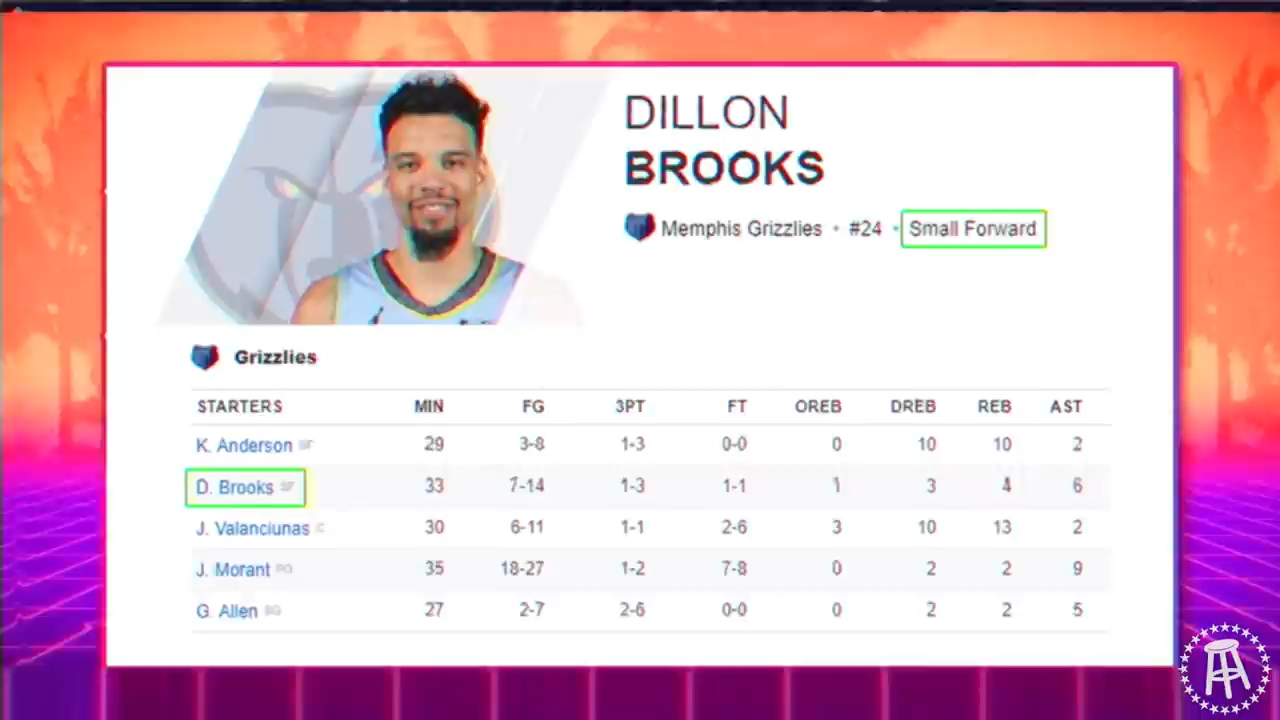 DILLON
BROOKS
Memphis Grizzlies • #24 • Small Forward
Grizzlies
STARTERS MIN FG 3PT FT OREB DREB REB AST
K. Anderson SF 29 3-8 1-3 0-0 0 10 10 2
D. Brooks SF 33 7-14 1-3 1-1 1 3 4 6
J. Valanciunas C 30 6-11 1-1 2-6 3 10 13 2
J. Morant PG 35 18-27 1-2 7-8 0 2 2 9
G. Allen SG 27 2-7 2-6 0-0 0 2 2 5